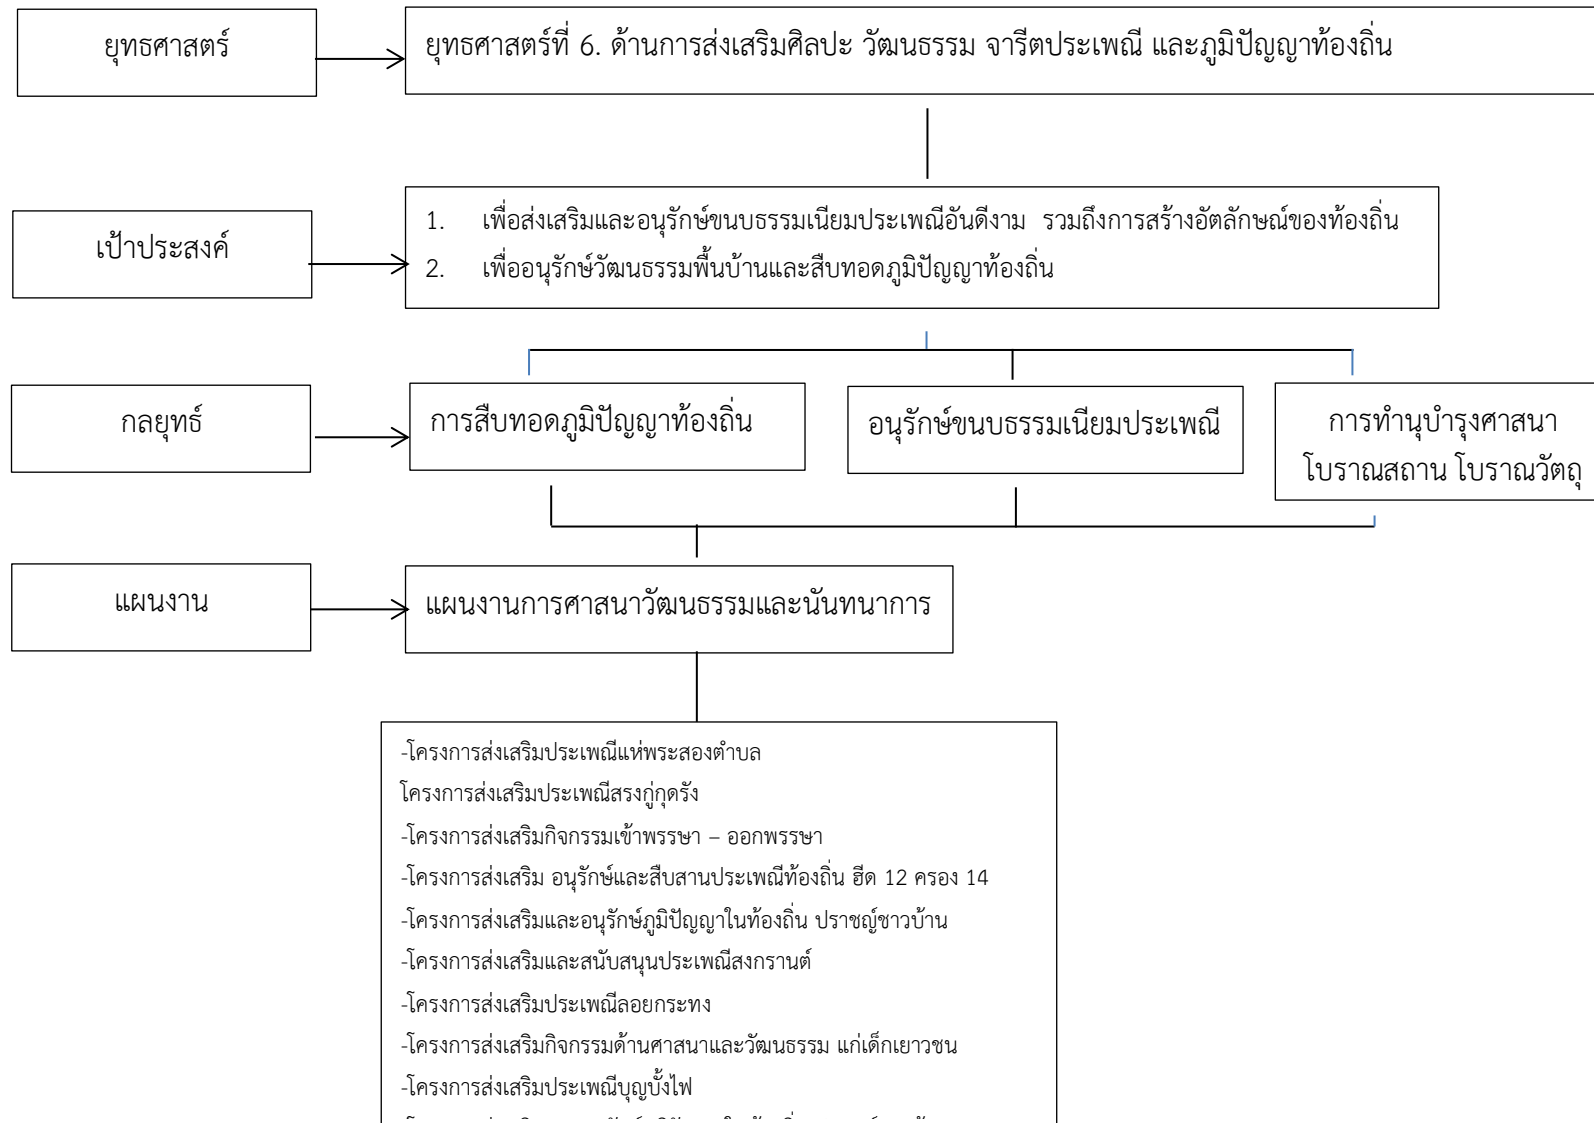 ยุทธศาสตร์
ยุทธศาสตร์ที่ 6. ด้านการส่งเสริมศิลปะ วัฒนธรรม จารีตประเพณี และภูมิปัญญาท้องถิ่น
เป้าประสงค์
1. เพื่อส่งเสริมและอนุรักษ์ขนบธรรมเนียมประเพณีอันดีงาม รวมถึงการสร้างอัตลักษณ์ของท้องถิ่น
2. เพื่ออนุรักษ์วัฒนธรรมพื้นบ้านและสืบทอดภูมิปัญญาท้องถิ่น
กลยุทธ์
การสืบทอดภูมิปัญญาท้องถิ่น
อนุรักษ์ขนบธรรมเนียมประเพณี
การทำนุบำรุงศาสนา
โบราณสถาน โบราณวัตถุ
แผนงาน
แผนงานการศาสนาวัฒนธรรมและนันทนาการ
-โครงการส่งเสริมประเพณีแห่พระสองตำบล
โครงการส่งเสริมประเพณีสรงกู่กุดรัง
-โครงการส่งเสริมกิจกรรมเข้าพรรษา – ออกพรรษา
-โครงการส่งเสริม อนุรักษ์และสืบสานประเพณีท้องถิ่น ฮีด 12 ครอง 14
-โครงการส่งเสริมและอนุรักษ์ภูมิปัญญาในท้องถิ่น ปราชญ์ชาวบ้าน
-โครงการส่งเสริมและสนับสนุนประเพณีสงกรานต์
-โครงการส่งเสริมประเพณีลอยกระทง
-โครงการส่งเสริมกิจกรรมด้านศาสนาและวัฒนธรรม แก่เด็กเยาวชน
-โครงการส่งเสริมประเพณีบุญบั้งไฟ